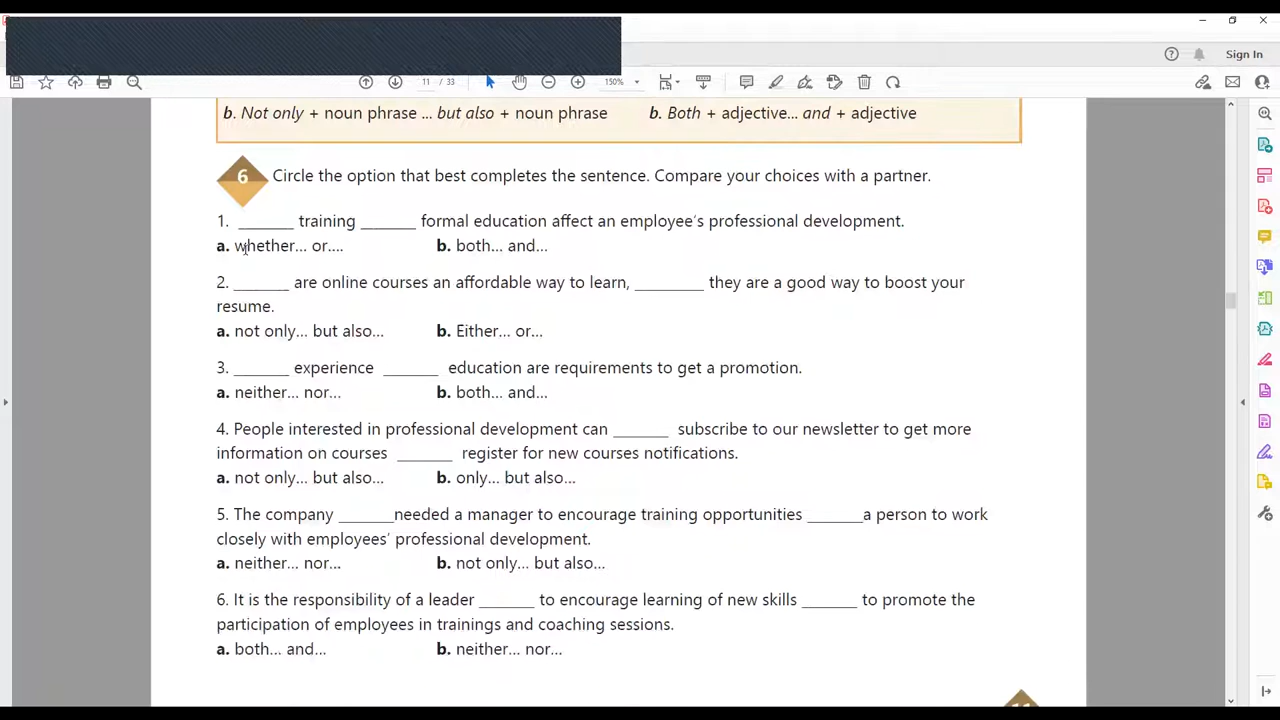 Sign In
11 / 33
150%
b. Not only + noun phrase ... but also + noun phrase b. Both + adjective... and + adjective
6 Circle the option that best completes the sentence. Compare your choices with a partner.
1. _______ training _______ formal education affect an employee's professional development.
a. whether... or.... b. both... and...
2. _______ are online courses an affordable way to learn, _________ they are a good way to boost your
resume.
a. not only... but also... b. Either... or...
3. _______ experience _______ education are requirements to get a promotion.
a. neither... nor... b. both... and...
4. People interested in professional development can _______ subscribe to our newsletter to get more
information on courses _______ register for new courses notifications.
a. not only... but also... b. only... but also...
5. The company _______needed a manager to encourage training opportunities _______a person to work
closely with employees' professional development.
a. neither... nor... b. not only... but also...
6. It is the responsibility of a leader _______ to encourage learning of new skills _______ to promote the
participation of employees in trainings and coaching sessions.
a. both... and... b. neither... nor...